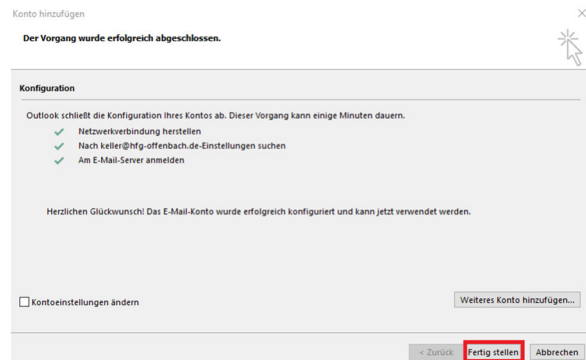 Konto hinzufügen
Der Vorgang wurde erfolgreich abgeschlossen.
Konfiguration
Outlook schließt die Konfiguration Ihres Kontos ab. Dieser Vorgang kann einige Minuten dauern.
Netzwerkverbindung herstellen
Nach keller@hfg-offenbach.de-Einstellungen suchen
Am E-Mail-Server anmelden
Herzlichen Glückwunsch! Das E-Mail-Konto wurde erfolgreich konfiguriert und kann jetzt verwendet werden.
Kontoeinstellungen ändern
Weiteres Konto hinzufügen...
< Zurück Fertig stellen Abbrechen